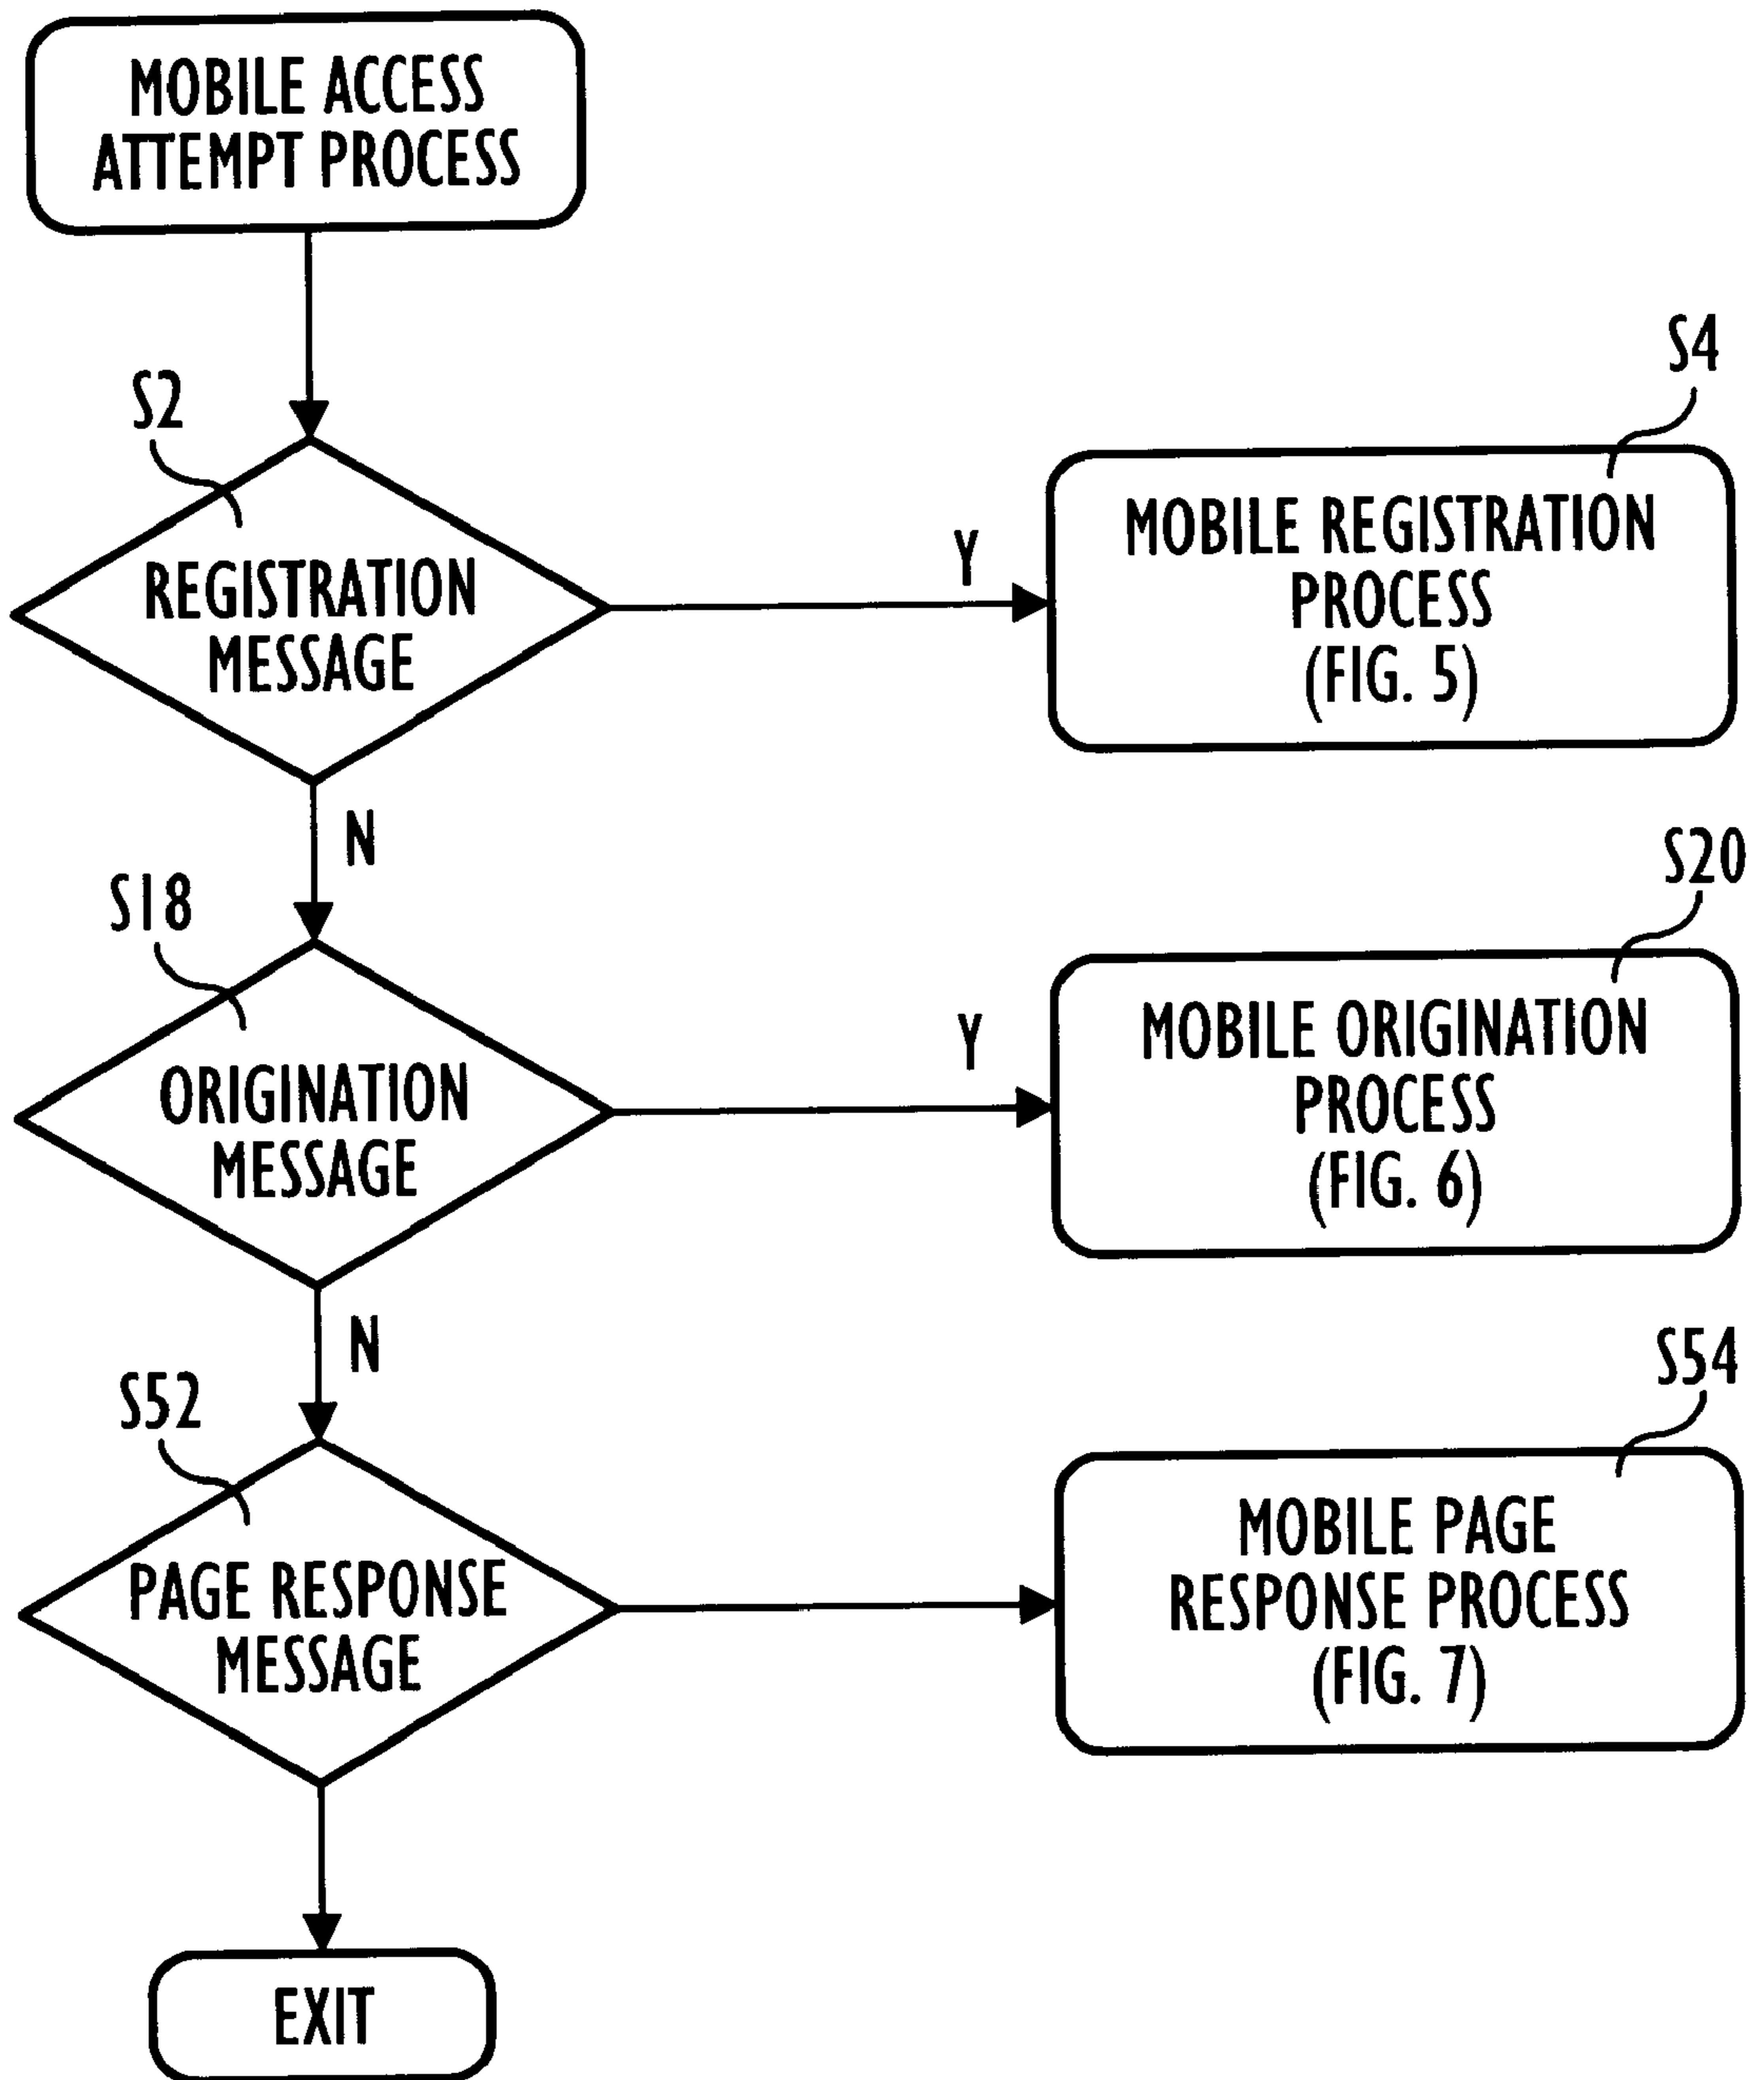 MOBILE ACCESS
ATTEMPT PROCESS
S2
REGISTRATION
MESSAGE
Y
S4
MOBILE REGISTRATION
PROCESS
(FIG. 5)
N
S18
ORIGINATION
MESSAGE
Y
S20
MOBILE ORIGINATION
PROCESS
(FIG. 6)
N
S52
PAGE RESPONSE
MESSAGE
S54
MOBILE PAGE
RESPONSE PROCESS
(FIG. 7)
EXIT